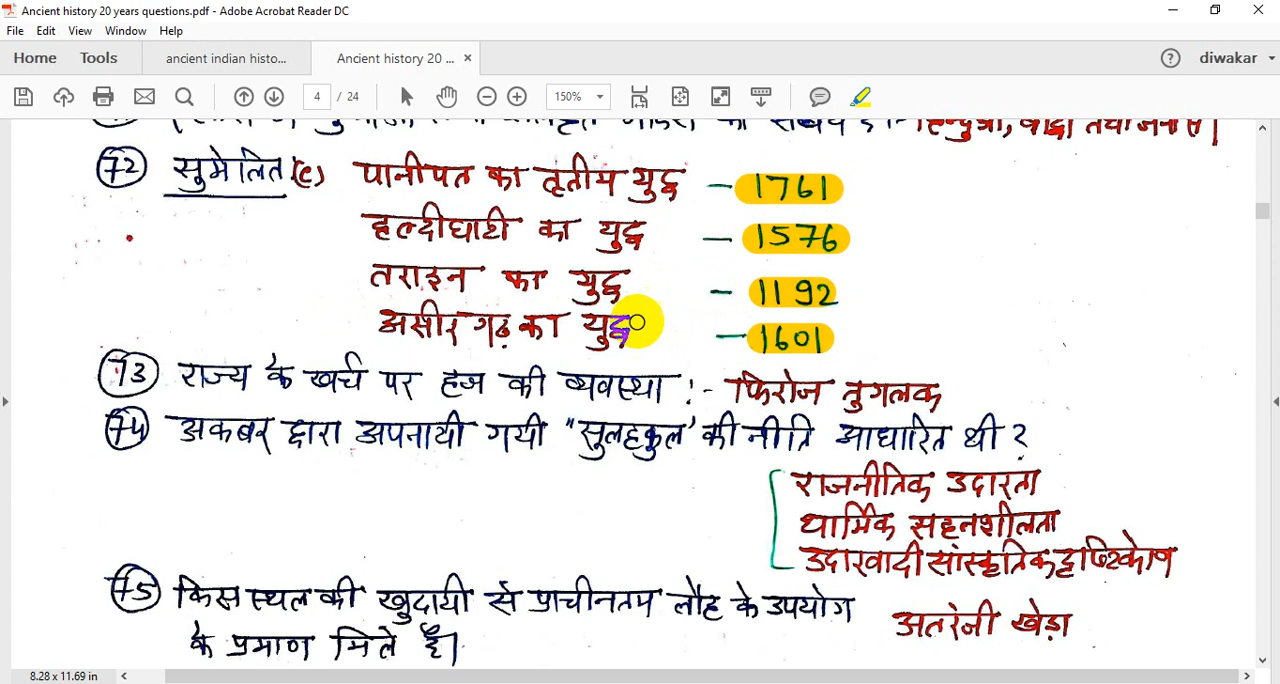 Ancient history 20 years questions.pdf - Adobe Acrobat Reader DC
File Edit View Window Help
Home Tools ancient indian histo... Ancient history 20 ... × diwakar
4 / 24 150%
हिन्दुओं, बौद्धों तथा जैनों से।
72 सुमेलित (c) पानीपत का तृतीय युद्ध - 1761
हल्दीघाटी का युद्ध - 1576
तराइन का युद्ध - 1192
असीरगढ़ का युद्ध - 1601
73 राज्य के खर्च पर हज की व्यवस्था :- फिरोज तुगलक
74 अकबर द्वारा अपनायी गयी "सुलहकुल' की नीति आधारित थी ?
राजनीतिक उदारता
धार्मिक सहनशीलता
उदारवादी सांस्कृतिक दृष्टिकोण
75 किस स्थल की खुदायी से प्राचीनतम लौह के उपयोग
के प्रमाण मिले हैं। अतरंजी खेड़ा
8.28 x 11.69 in